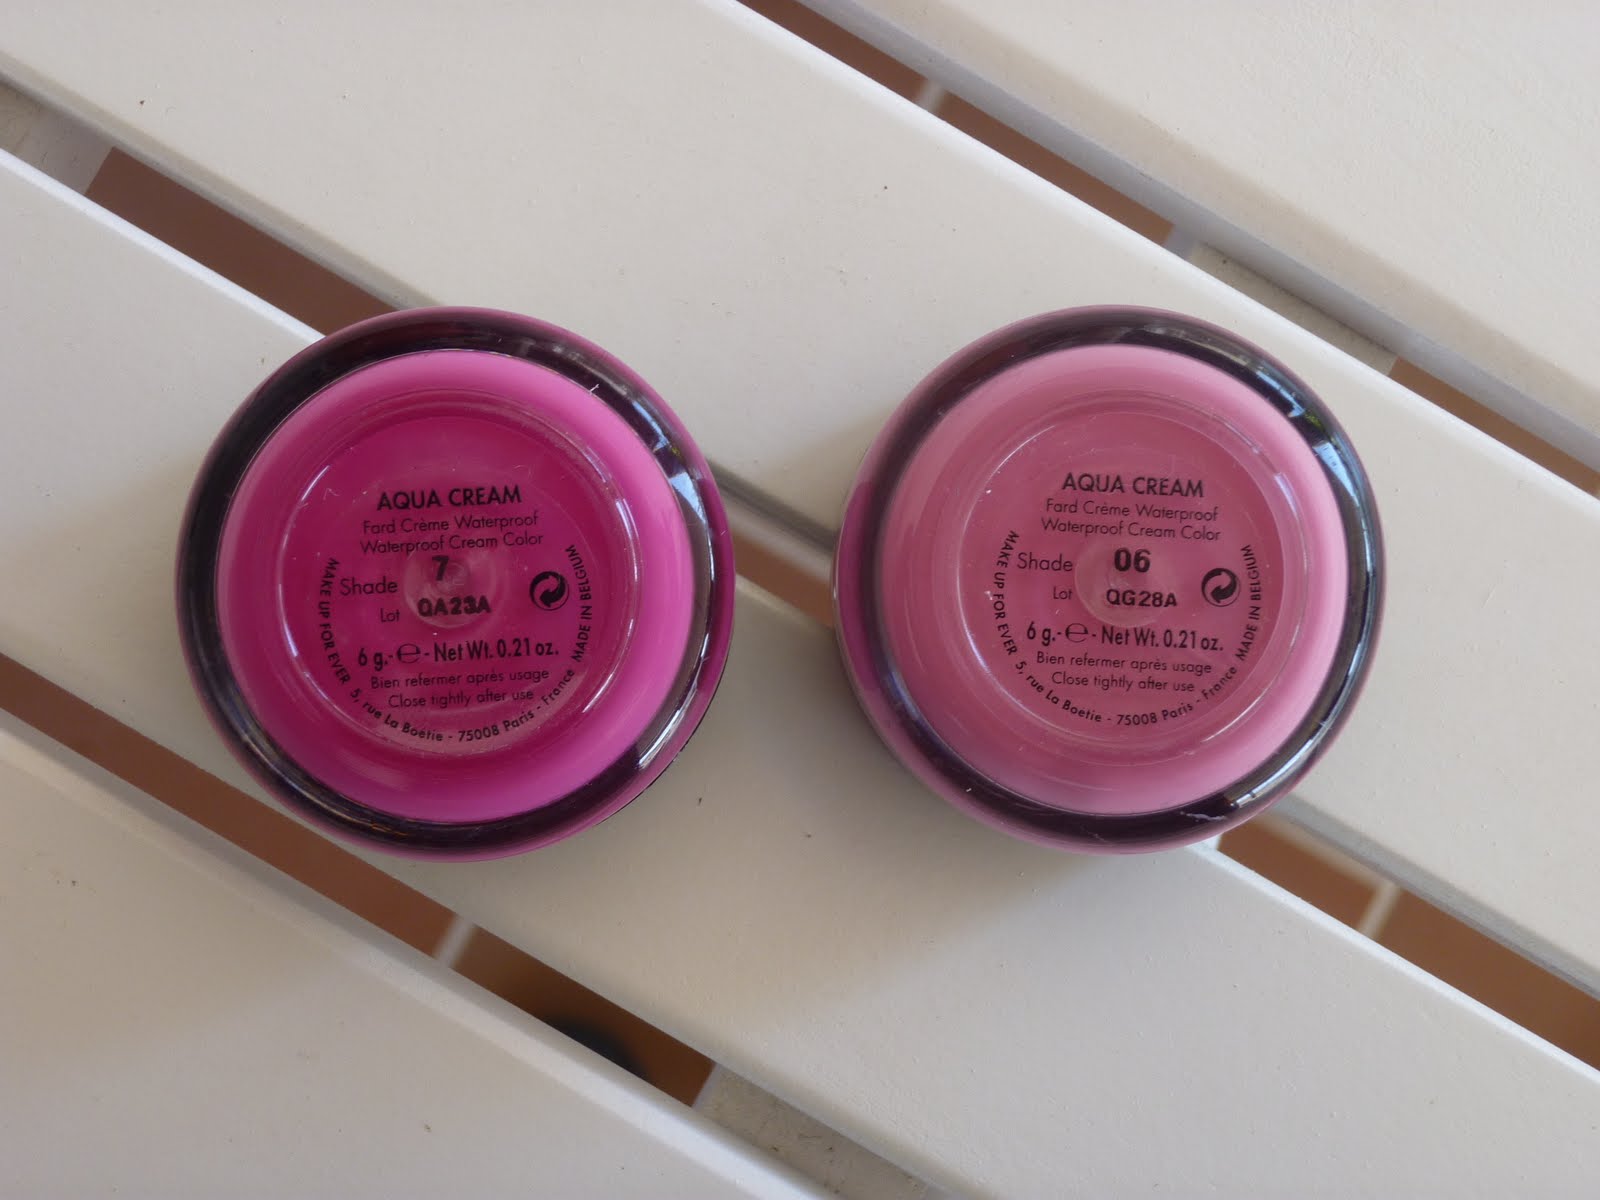 AQUA CREAM
Fard Crème Waterproof
Waterproof Cream Color
Shade 7
Lot QA23A
6 g.-℮- Net Wt. 0.21 oz.
Bien refermer après usage
Close tightly after use
MAKE UP FOR EVER 5, rue La Boétie - 75008 Paris - France MADE IN BELGIUM
AQUA CREAM
Fard Crème Waterproof
Waterproof Cream Color
Shade 06
Lot QG28A
6 g.-℮- Net Wt. 0.21 oz.
Bien refermer après usage
Close tightly after use
MAKE UP FOR EVER 5, rue La Boétie - 75008 Paris - France MADE IN BELGIUM